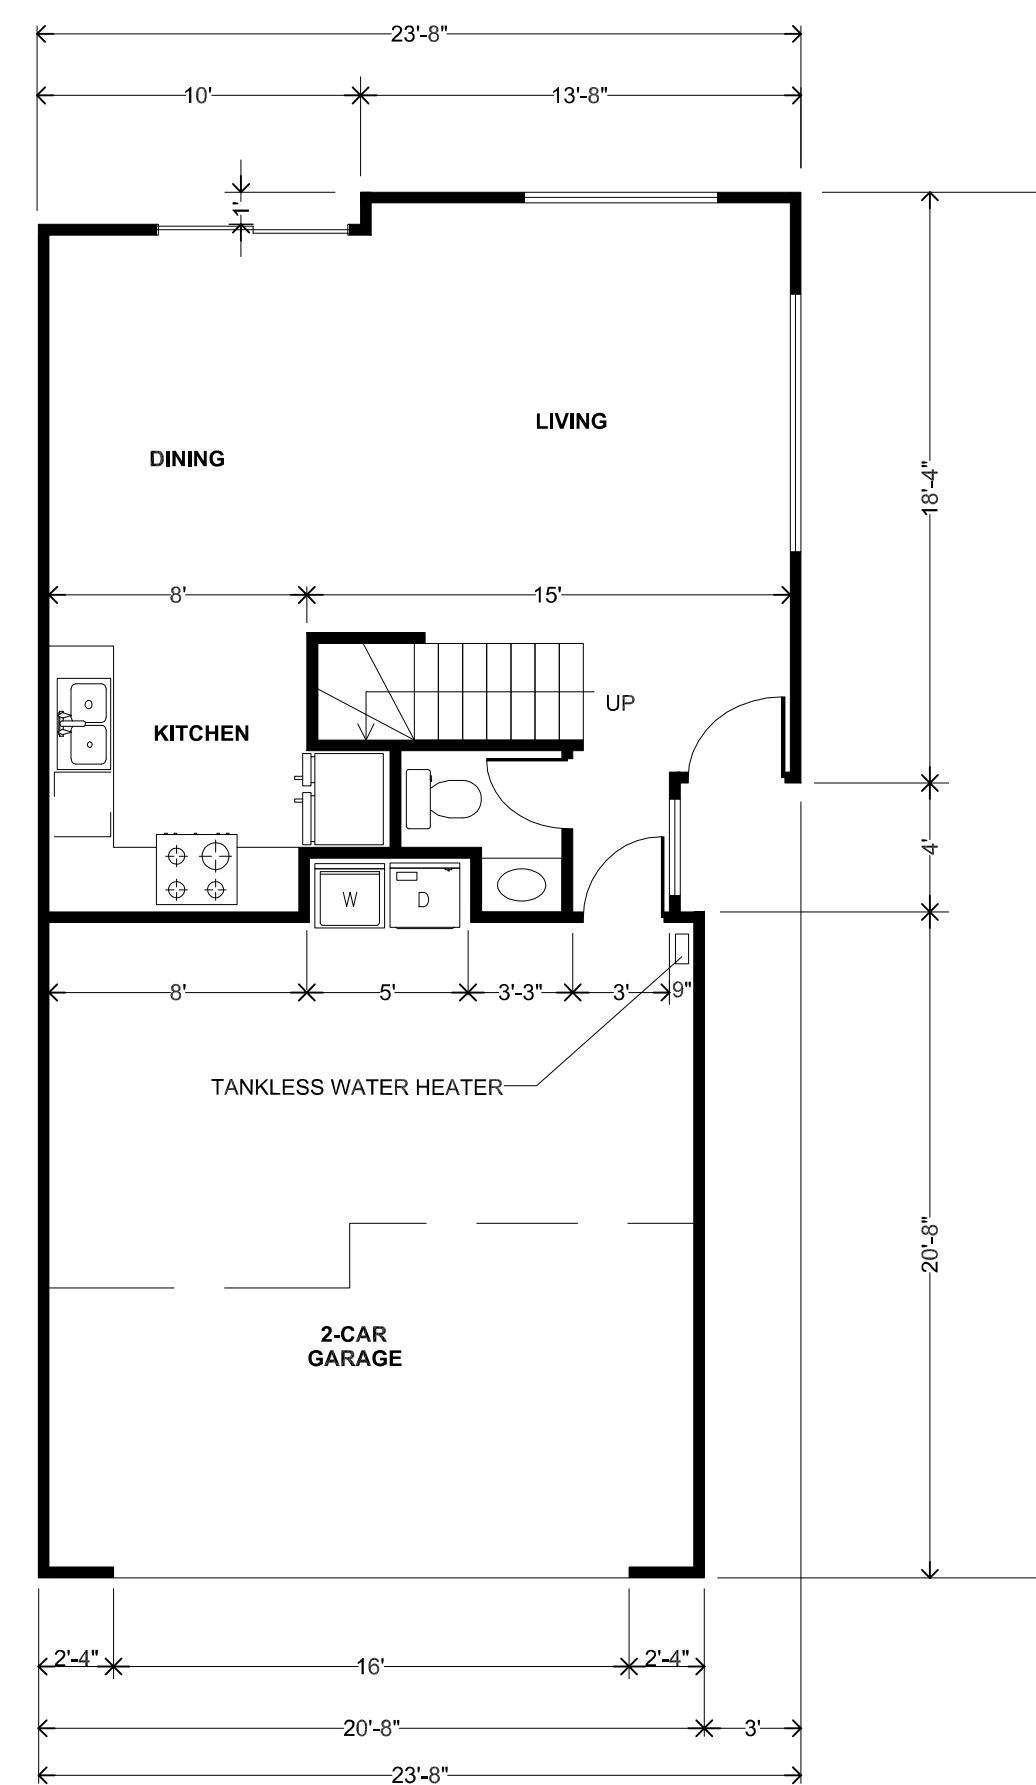 23'-8"
10'
13'-8"
1'
LIVING
DINING
18'-4"
8'
15'
UP
KITCHEN
4'
W
D
8'
5'
3'-3"
3'
9"
TANKLESS WATER HEATER
20'-8"
2-CAR
GARAGE
2'-4"
16'
2'-4"
20'-8"
3'
23'-8"